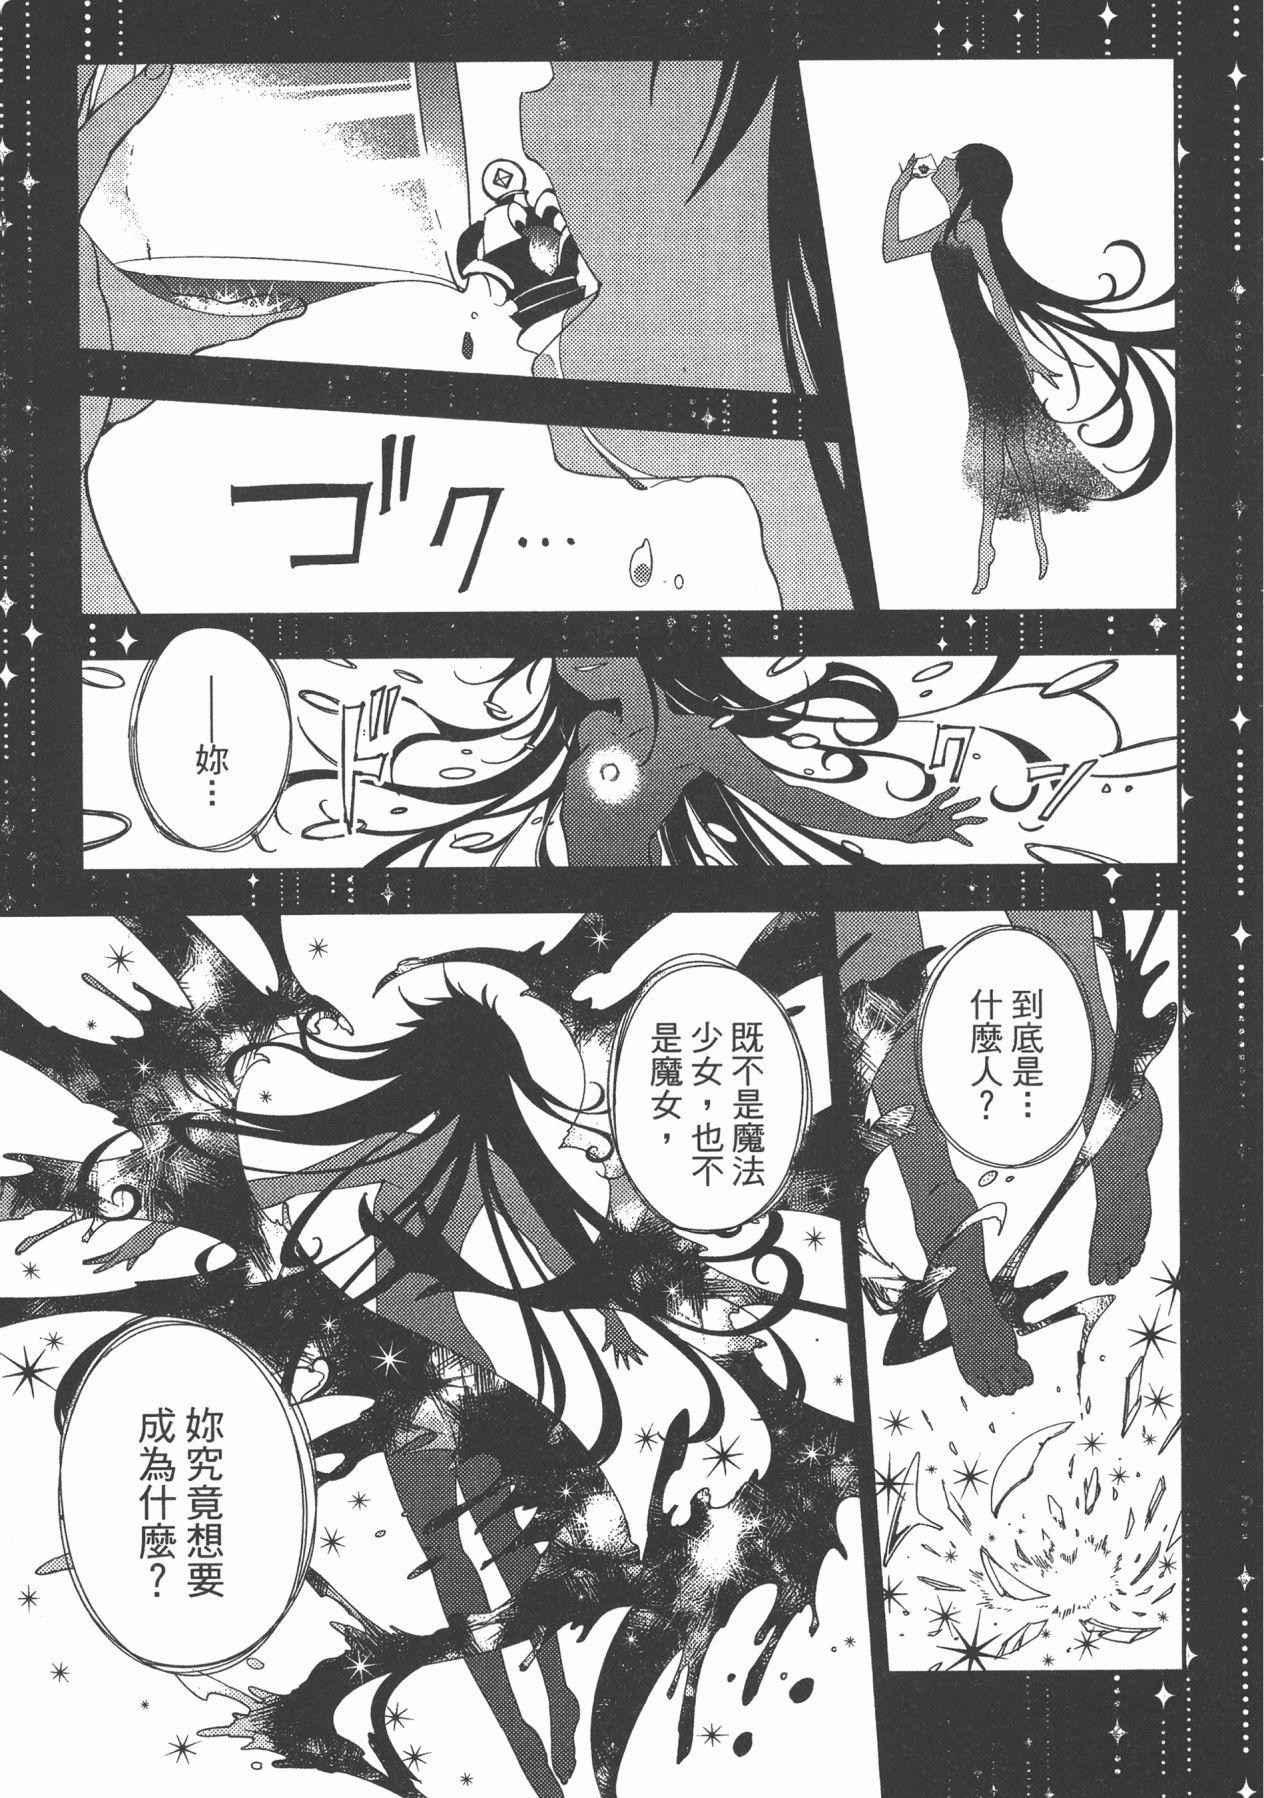 ゴク…
ドクン…
——妳…
到底是…
什麼人？
既不是魔法
少女，也不
是魔女，
妳究竟想要
成為什麼？